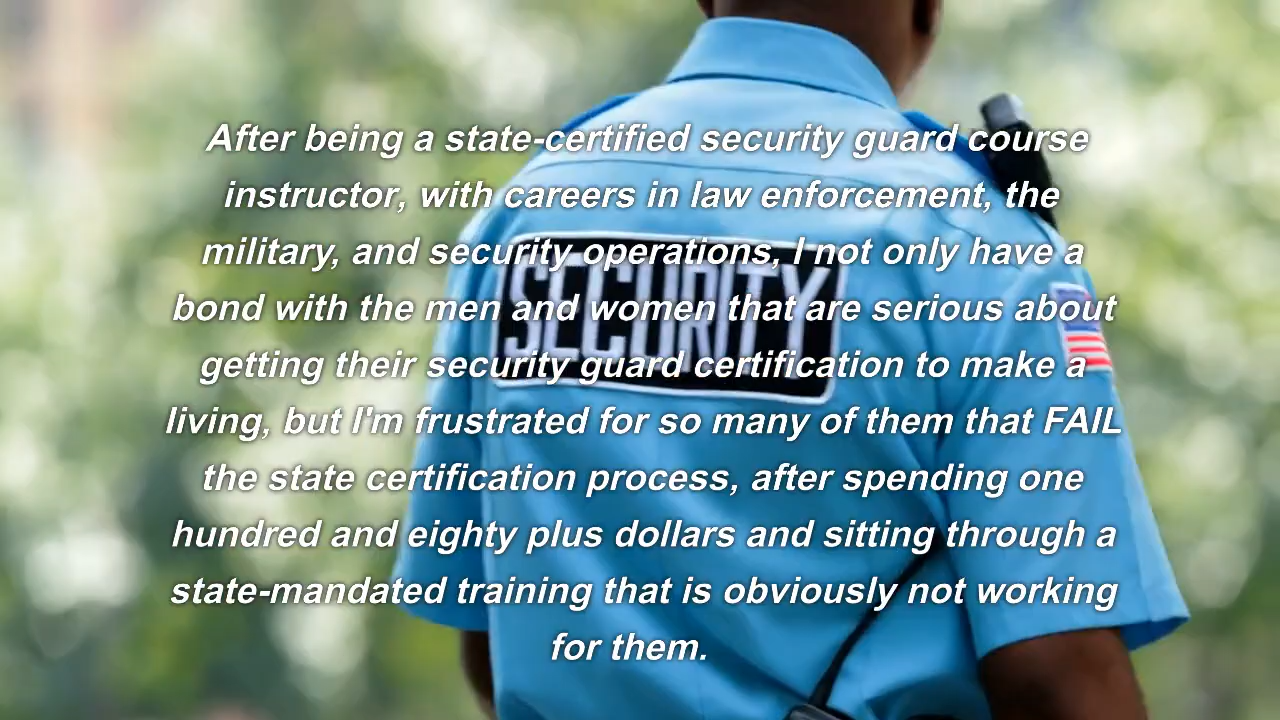 After being a state-certified security guard course
instructor, with careers in law enforcement, the
military, and security operations, I not only have a
bond with the men and women that are serious about
getting their security guard certification to make a
living, but I'm frustrated for so many of them that FAIL
the state certification process, after spending one
hundred and eighty plus dollars and sitting through a
state-mandated training that is obviously not working
for them.
SECURITY